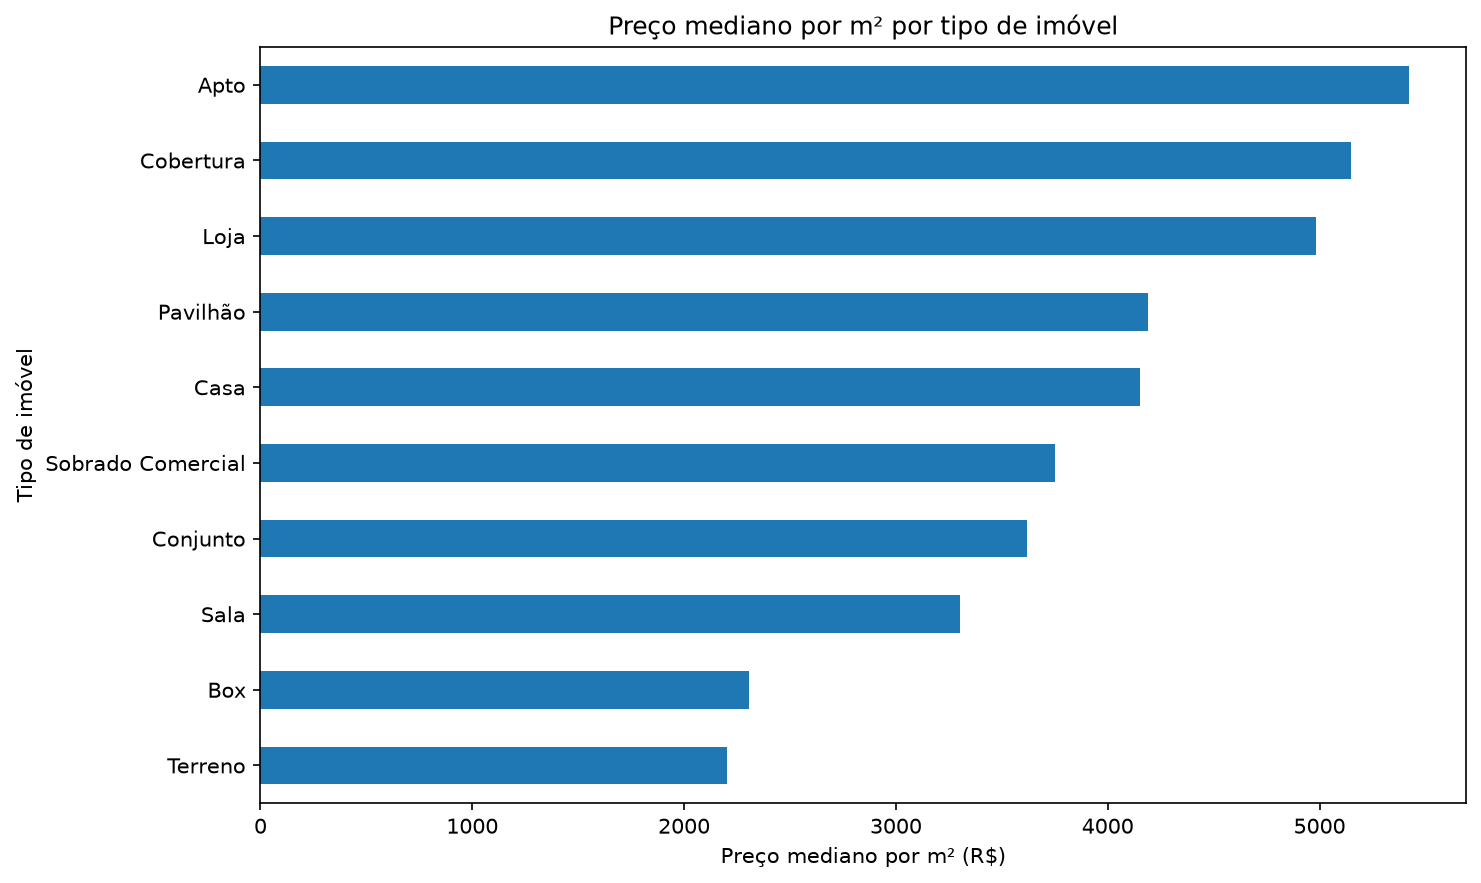 Preço mediano por m² por tipo de imóvel
Tipo de imóvel
Apto
Cobertura
Loja
Pavilhão
Casa
Sobrado Comercial
Conjunto
Sala
Box
Terreno
0 1000 2000 3000 4000 5000
Preço mediano por m² (R$)